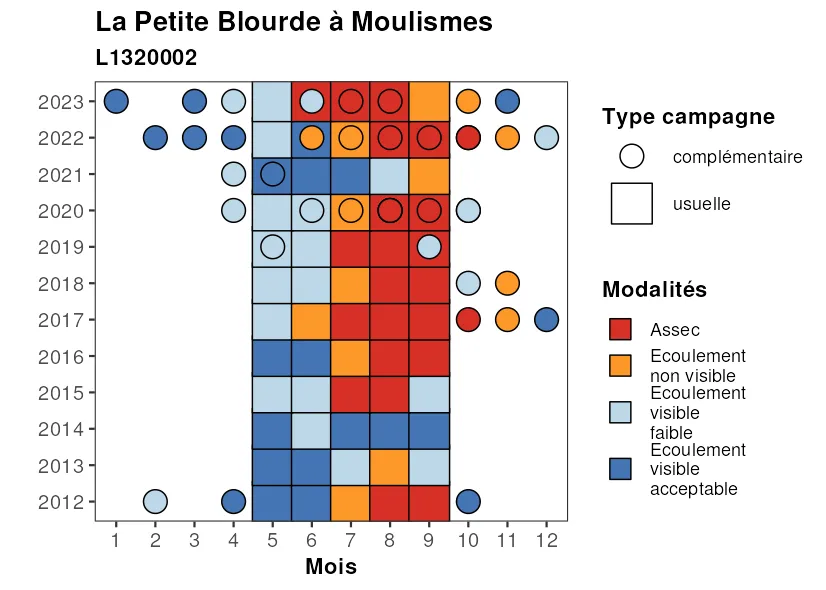 La Petite Blourde à Moulismes
L1320002
2023
2022
2021
2020
2019
2018
2017
2016
2015
2014
2013
2012
1 2 3 4 5 6 7 8 9 10 11 12
Mois
Type campagne
complémentaire
usuelle
Modalités
Assec
Ecoulement
non visible
Ecoulement
visible
faible
Ecoulement
visible
acceptable